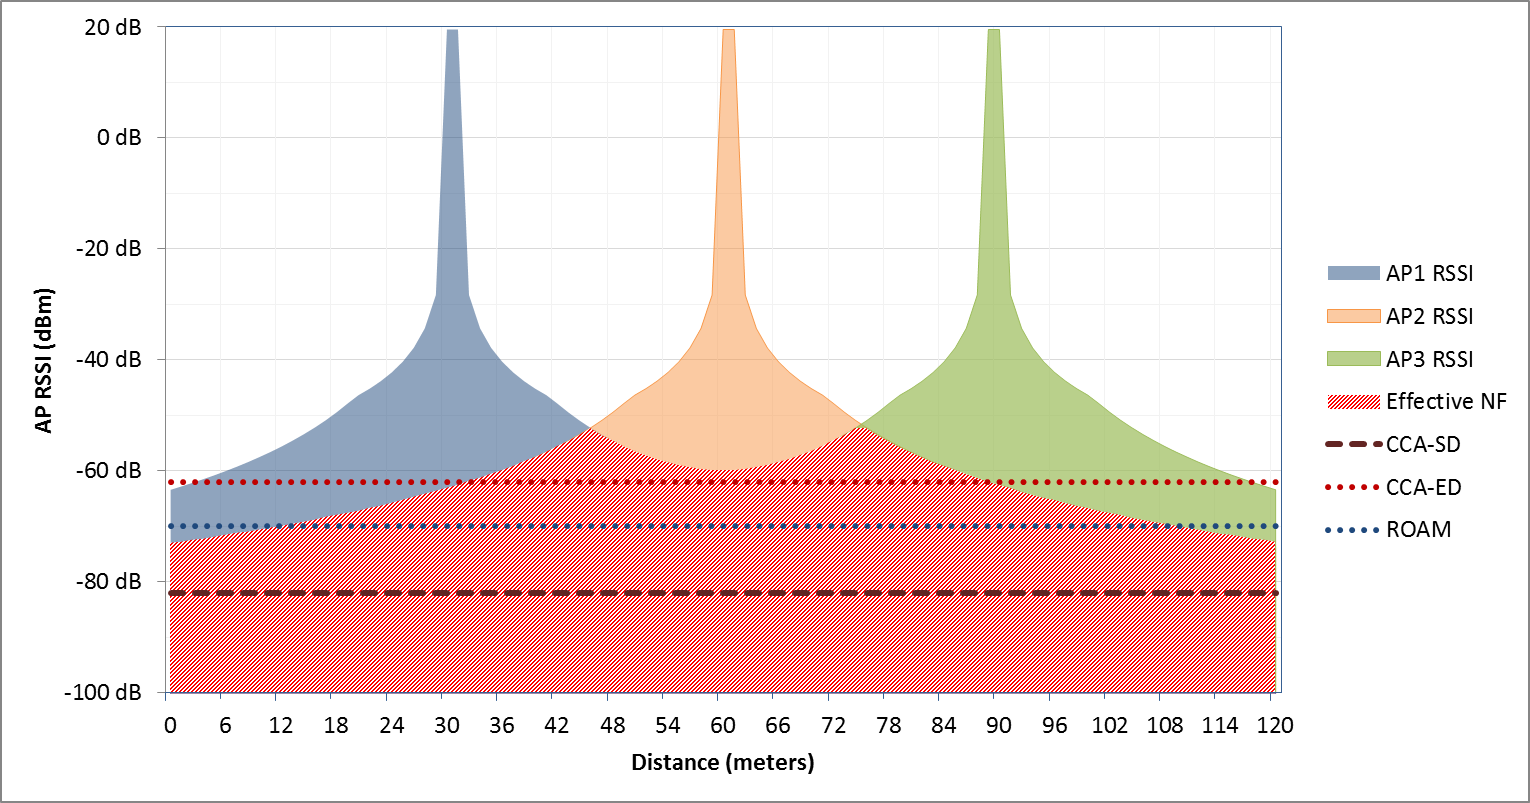 20 dB
0 dB
-20 dB
-40 dB
-60 dB
-80 dB
-100 dB
AP RSSI (dBm)
0 6 12 18 24 30 36 42 48 54 60 66 72 78 84 90 96 102 108 114 120
Distance (meters)
AP1 RSSI
AP2 RSSI
AP3 RSSI
Effective NF
CCA-SD
CCA-ED
ROAM